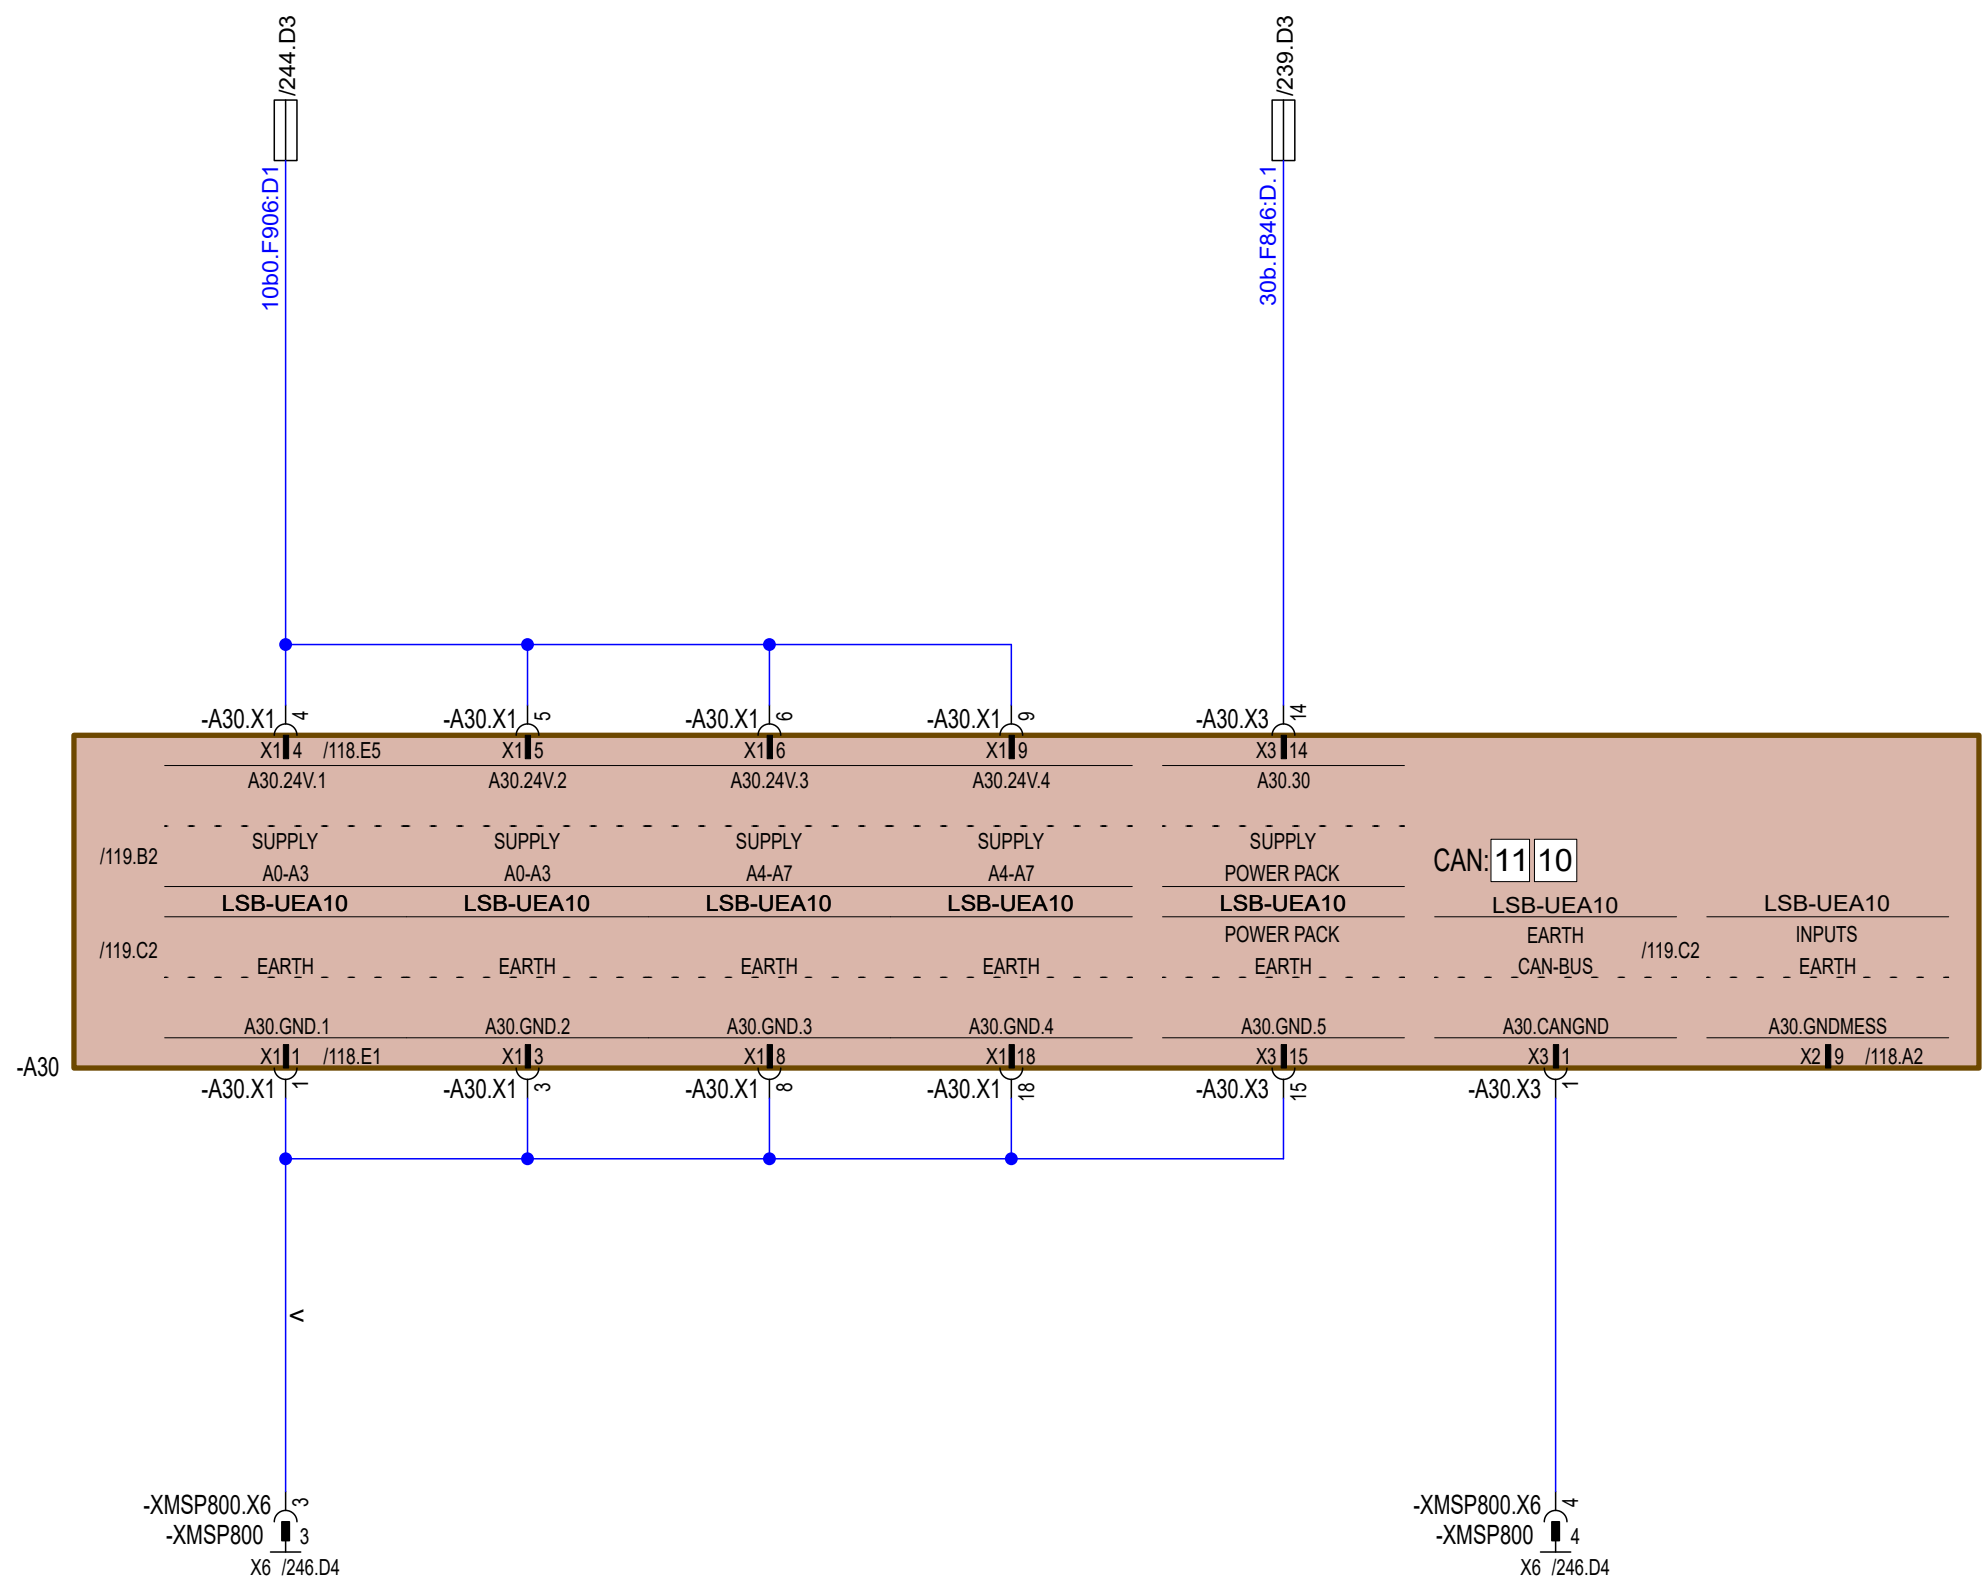 /244.D3
/239.D3
10b0.F906:D1
30b.F846:D.1
-A30.X1 4
-A30.X1 5
-A30.X1 6
-A30.X1 9
-A30.X3 14
X1 4 /118.E5
X1 5
X1 6
X1 9
X3 14
A30.24V.1
A30.24V.2
A30.24V.3
A30.24V.4
A30.30
/119.B2
SUPPLY
A0-A3
SUPPLY
A0-A3
SUPPLY
A4-A7
SUPPLY
A4-A7
SUPPLY
POWER PACK
CAN: 11 10
LSB-UEA10
LSB-UEA10
LSB-UEA10
LSB-UEA10
LSB-UEA10
LSB-UEA10
LSB-UEA10
/119.C2
EARTH
EARTH
EARTH
EARTH
POWER PACK
EARTH
EARTH
CAN-BUS
/119.C2
INPUTS
EARTH
A30.GND.1
A30.GND.2
A30.GND.3
A30.GND.4
A30.GND.5
A30.CANGND
A30.GNDMESS
-A30
X1 1 /118.E1
X1 3
X1 8
X1 18
X3 15
X3 1
X2 9 /118.A2
-A30.X1 1
-A30.X1 3
-A30.X1 8
-A30.X1 18
-A30.X3 15
-A30.X3 1
<
-XMSP800.X6 3
-XMSP800 3
X6 /246.D4
-XMSP800.X6 4
-XMSP800 4
X6 /246.D4